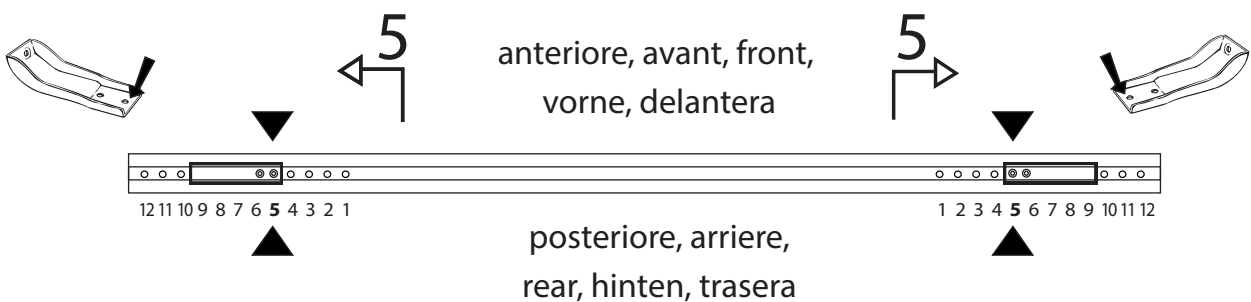 5
5
anteriore, avant, front,
vorne, delantera
12 11 10 9 8 7 6 5 4 3 2 1
1 2 3 4 5 6 7 8 9 10 11 12
posteriore, arriere,
rear, hinten, trasera